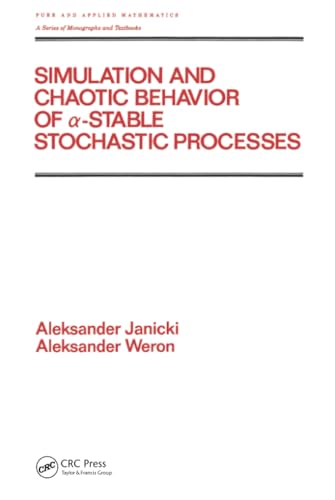 PURE AND APPLIED MATHEMATICS
A Series of Monographs and Textbooks
SIMULATION AND
CHAOTIC BEHAVIOR
OF α-STABLE
STOCHASTIC PROCESSES
Aleksander Janicki
Aleksander Weron
CRC
CRC Press
Taylor & Francis Group